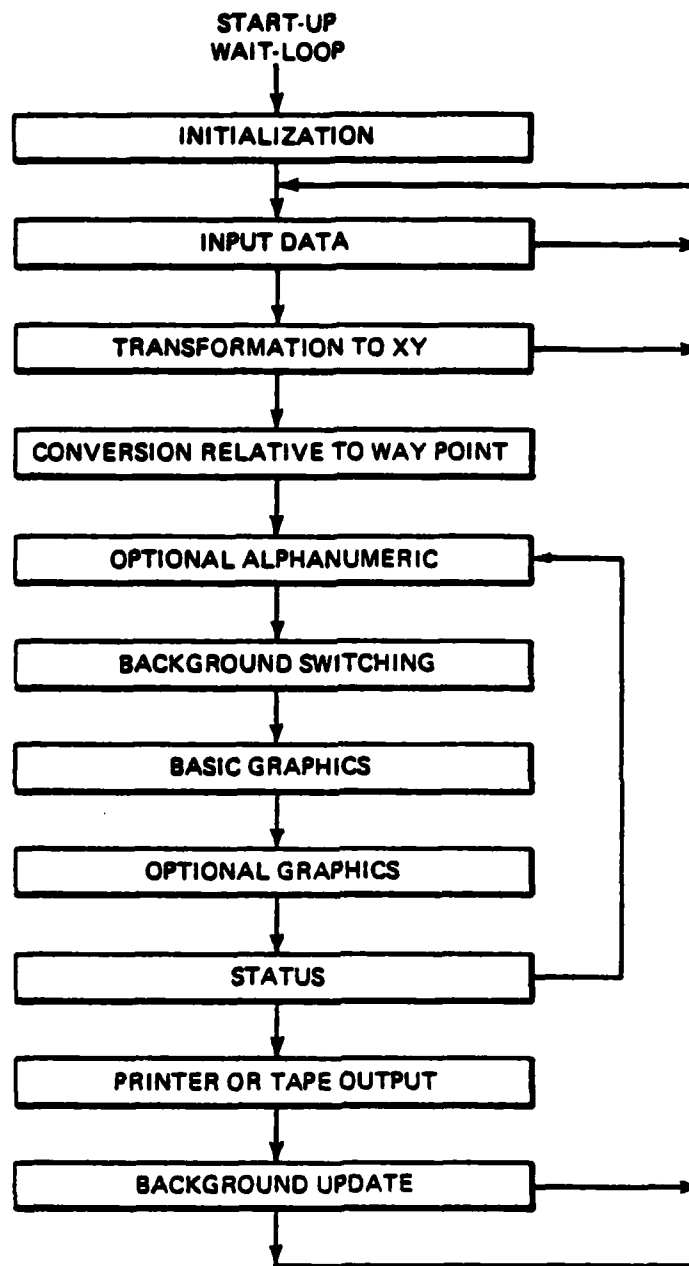 START-UP
WAIT-LOOP
INITIALIZATION
INPUT DATA
TRANSFORMATION TO XY
CONVERSION RELATIVE TO WAY POINT
OPTIONAL ALPHANUMERIC
BACKGROUND SWITCHING
BASIC GRAPHICS
OPTIONAL GRAPHICS
STATUS
PRINTER OR TAPE OUTPUT
BACKGROUND UPDATE